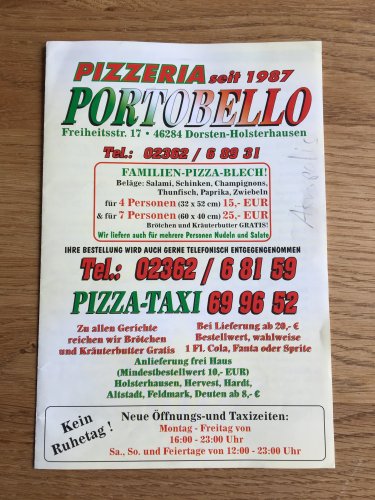 PIZZERIA seit 1987
PORTOBELLO
Freiheitsstr. 17 • 46284 Dorsten-Holsterhausen
Tel.: 02362 / 6 89 31
FAMILIEN-PIZZA-BLECH!
Beläge: Salami, Schinken, Champignons,
Thunfisch, Paprika, Zwiebeln
für 4 Personen (32 x 52 cm) 15,- EUR
& für 7 Personen (60 x 40 cm) 25,- EUR
Brötchen und Kräuterbutter GRATIS!
Wir liefern auch für mehrere Personen Nudeln und Salate
IHRE BESTELLUNG WIRD AUCH GERNE TELEFONISCH ENTGEGENGENOMMEN
Tel.: 02362 / 6 81 59
PIZZA-TAXI 69 96 52
Zu allen Gerichte
reichen wir Brötchen
und Kräuterbutter Gratis
Bei Lieferung ab 20,- €
Bestellwert, wahlweise
1 Fl. Cola, Fanta oder Sprite
Anlieferung frei Haus
(Mindestbestellwert 10,- EUR)
Holsterhausen, Hervest, Hardt,
Altstadt, Feldmark, Deuten ab 8,- €
Kein
Ruhetag !
Neue Öffnungs-und Taxizeiten:
Montag - Freitag von
16:00 - 23:00 Uhr
Sa., So. und Feiertage von 12:00 - 23:00 Uhr